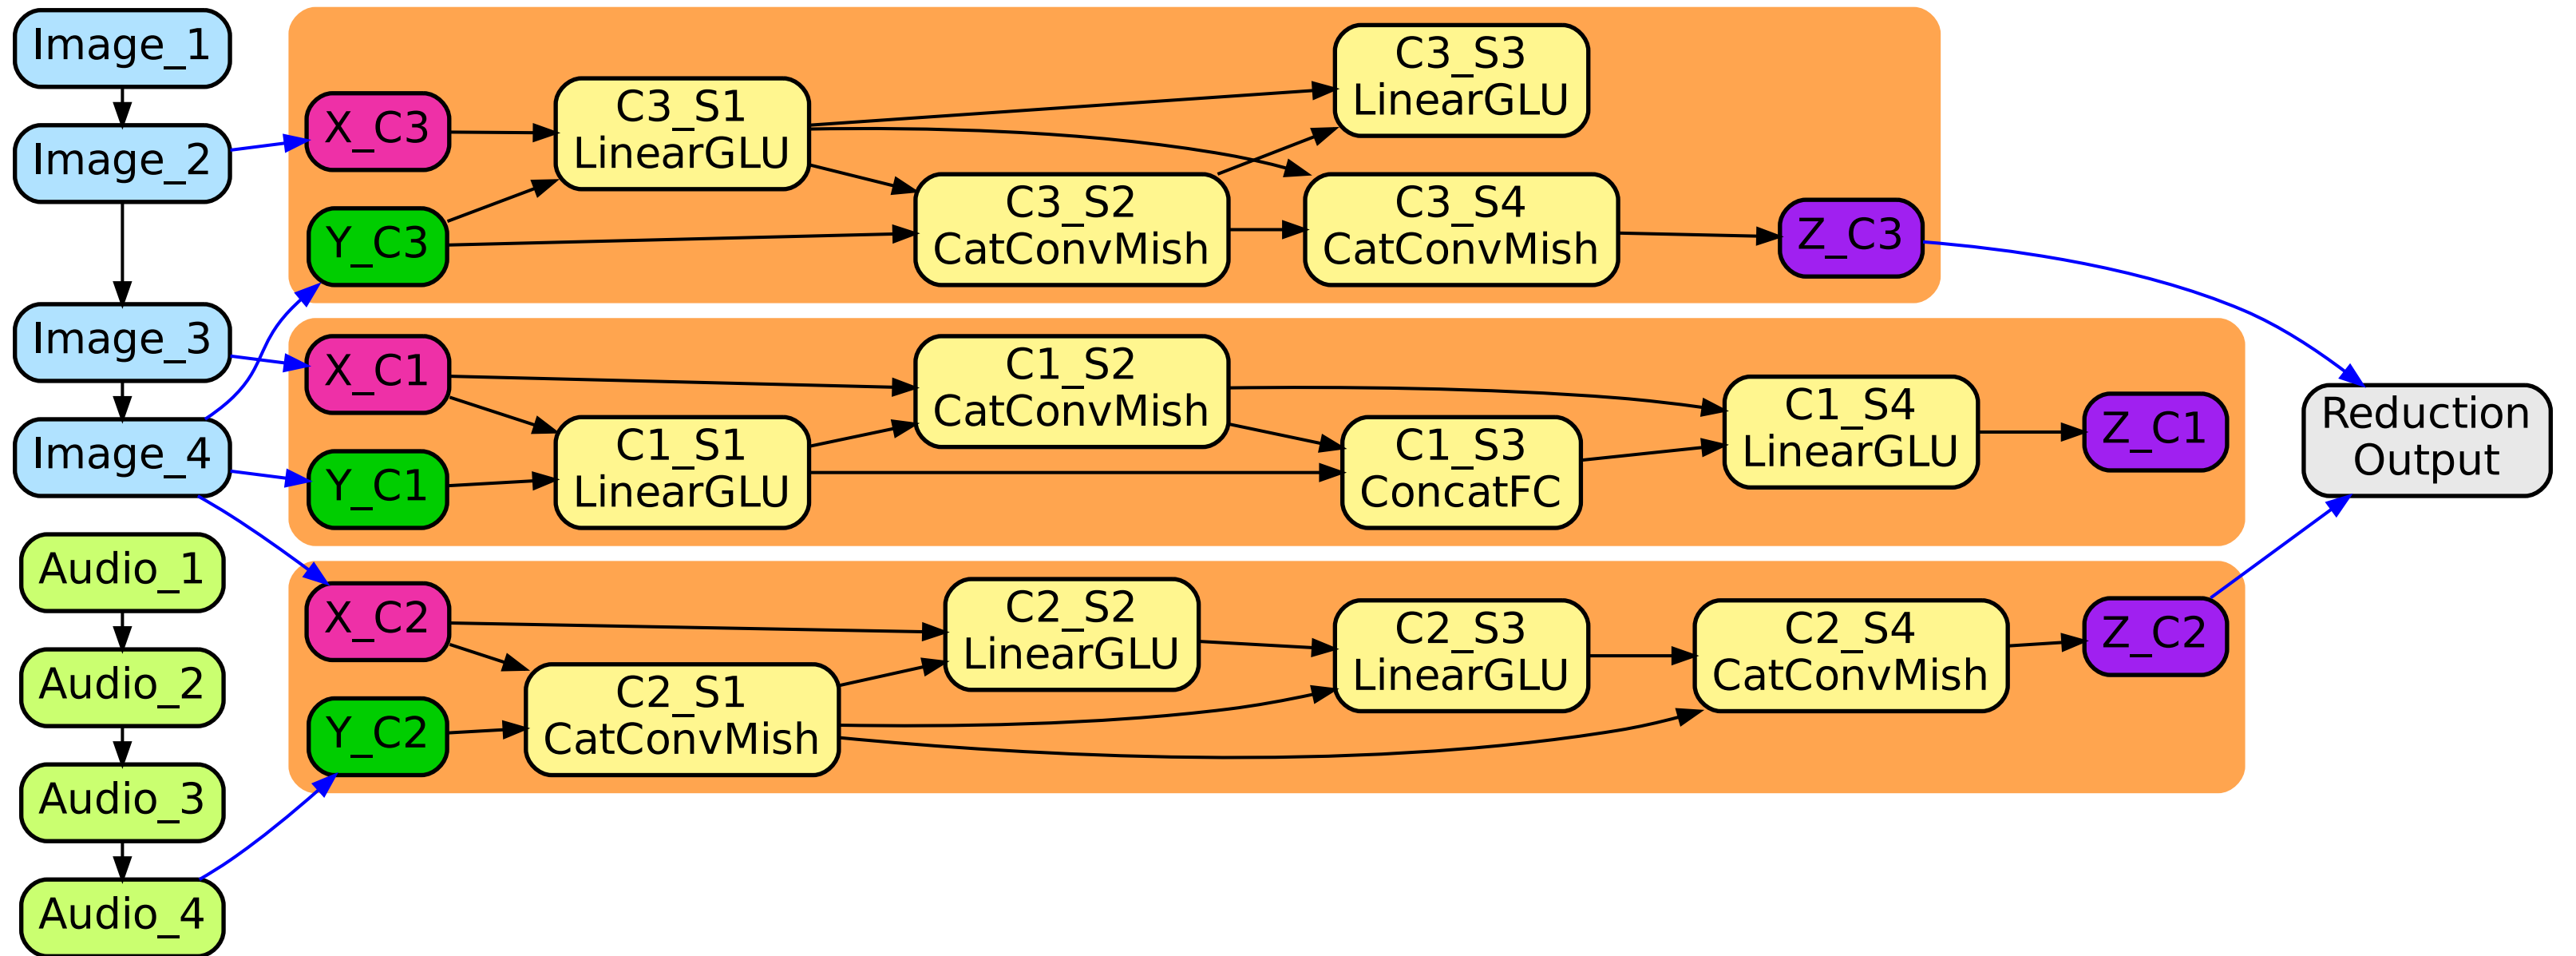 Image_1
Image_2
Image_3
Image_4
Audio_1
Audio_2
Audio_3
Audio_4
X_C3
Y_C3
C3_S1
LinearGLU
C3_S2
CatConvMish
C3_S3
LinearGLU
C3_S4
CatConvMish
Z_C3
X_C1
Y_C1
C1_S1
LinearGLU
C1_S2
CatConvMish
C1_S3
ConcatFC
C1_S4
LinearGLU
Z_C1
X_C2
Y_C2
C2_S1
CatConvMish
C2_S2
LinearGLU
C2_S3
LinearGLU
C2_S4
CatConvMish
Z_C2
Reduction
Output